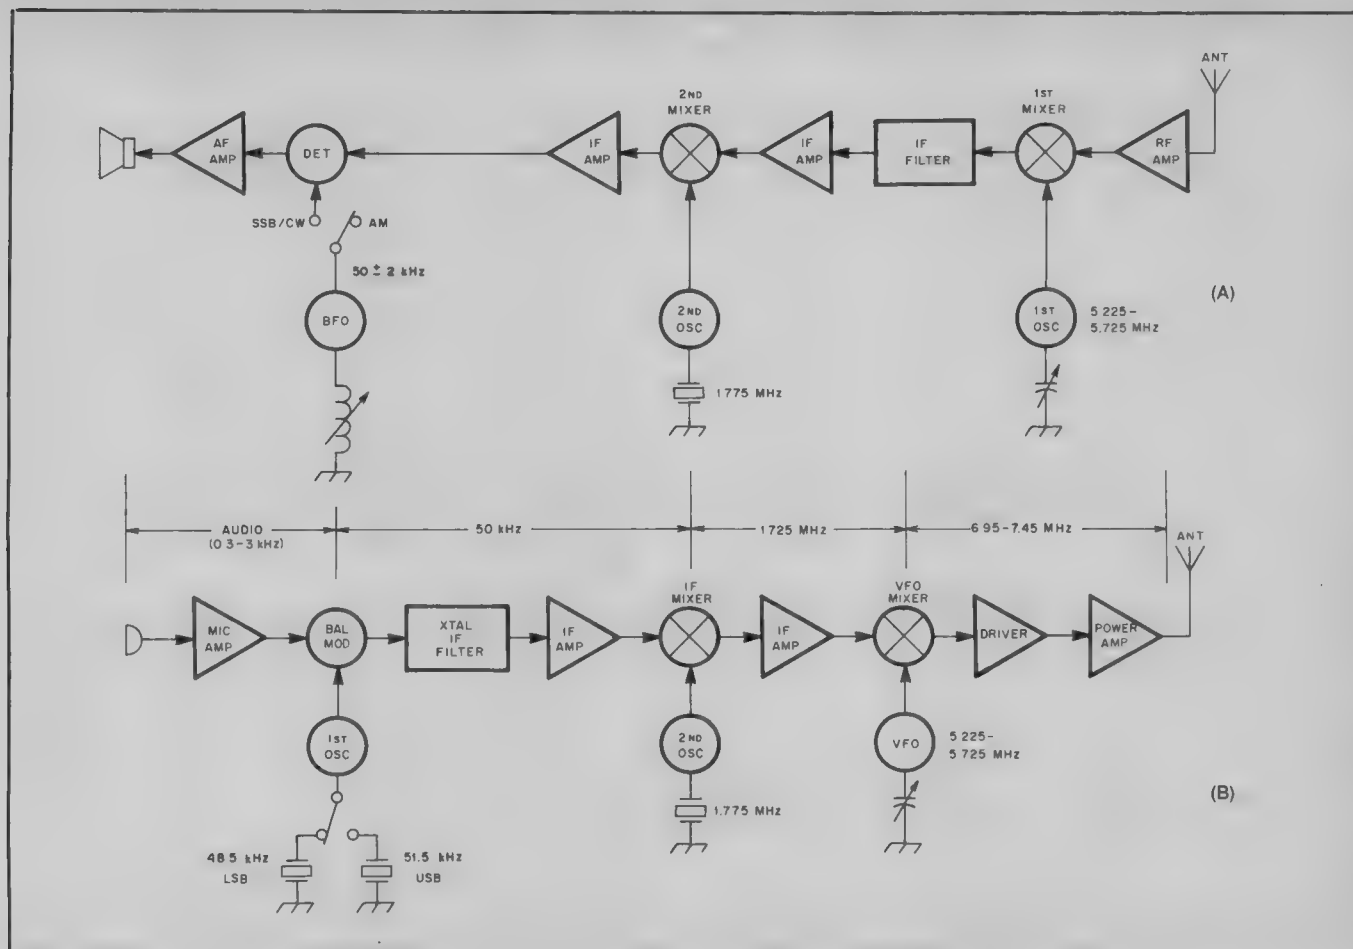 ANT
2ND
MIXER
1ST
MIXER
AF
AMP
DET
IF
AMP
IF
AMP
IF
FILTER
RF
AMP
SSB/CW
AM
50 ± 2 kHz
BFO
2ND
OSC
1ST
OSC
5.225-
5.725 MHz
(A)
1.775 MHz
AUDIO
(0.3-3 kHz)
50 kHz
1.725 MHz
6.95-7.45 MHz
ANT
IF
MIXER
VFO
MIXER
MIC
AMP
BAL
MOD
XTAL
IF
FILTER
IF
AMP
IF
AMP
DRIVER
POWER
AMP
1ST
OSC
2ND
OSC
VFO
5.225-
5.725 MHz
(B)
1.775 MHz
48.5 kHz
LSB
51.5 kHz
USB